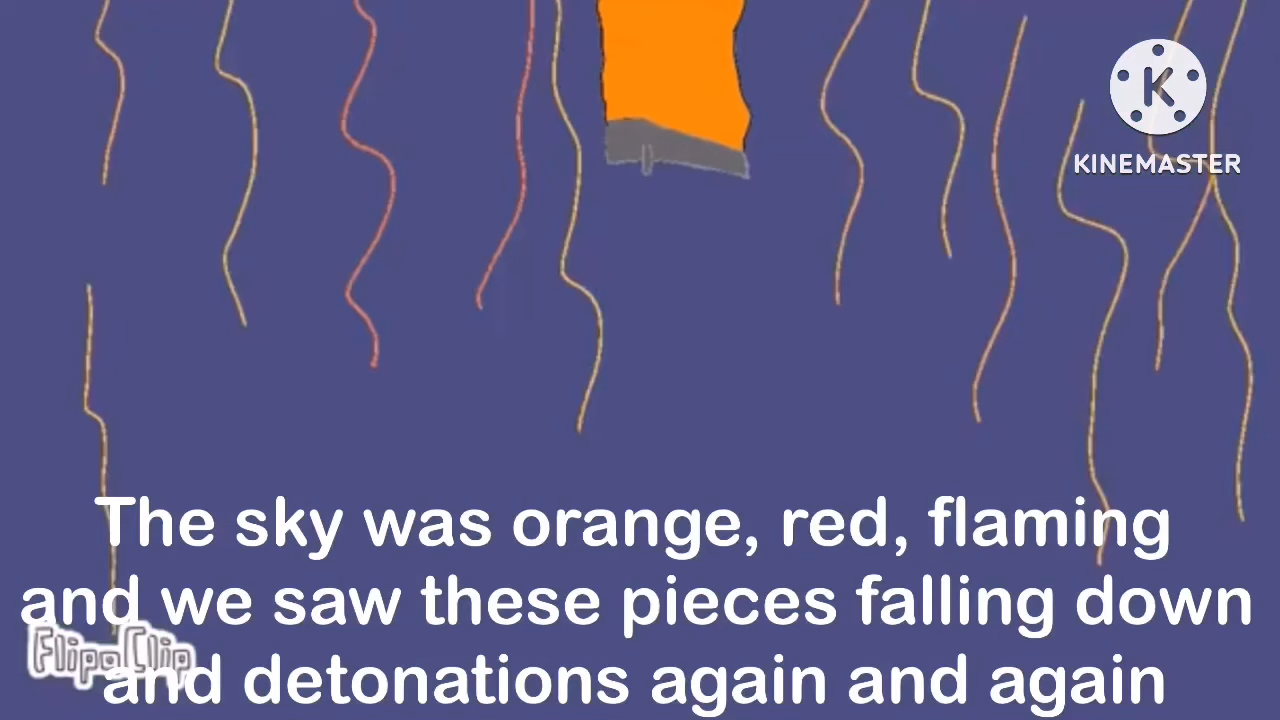 KINEMASTER
The sky was orange, red, flaming
and we saw these pieces falling down
and detonations again and again
FlipaClip